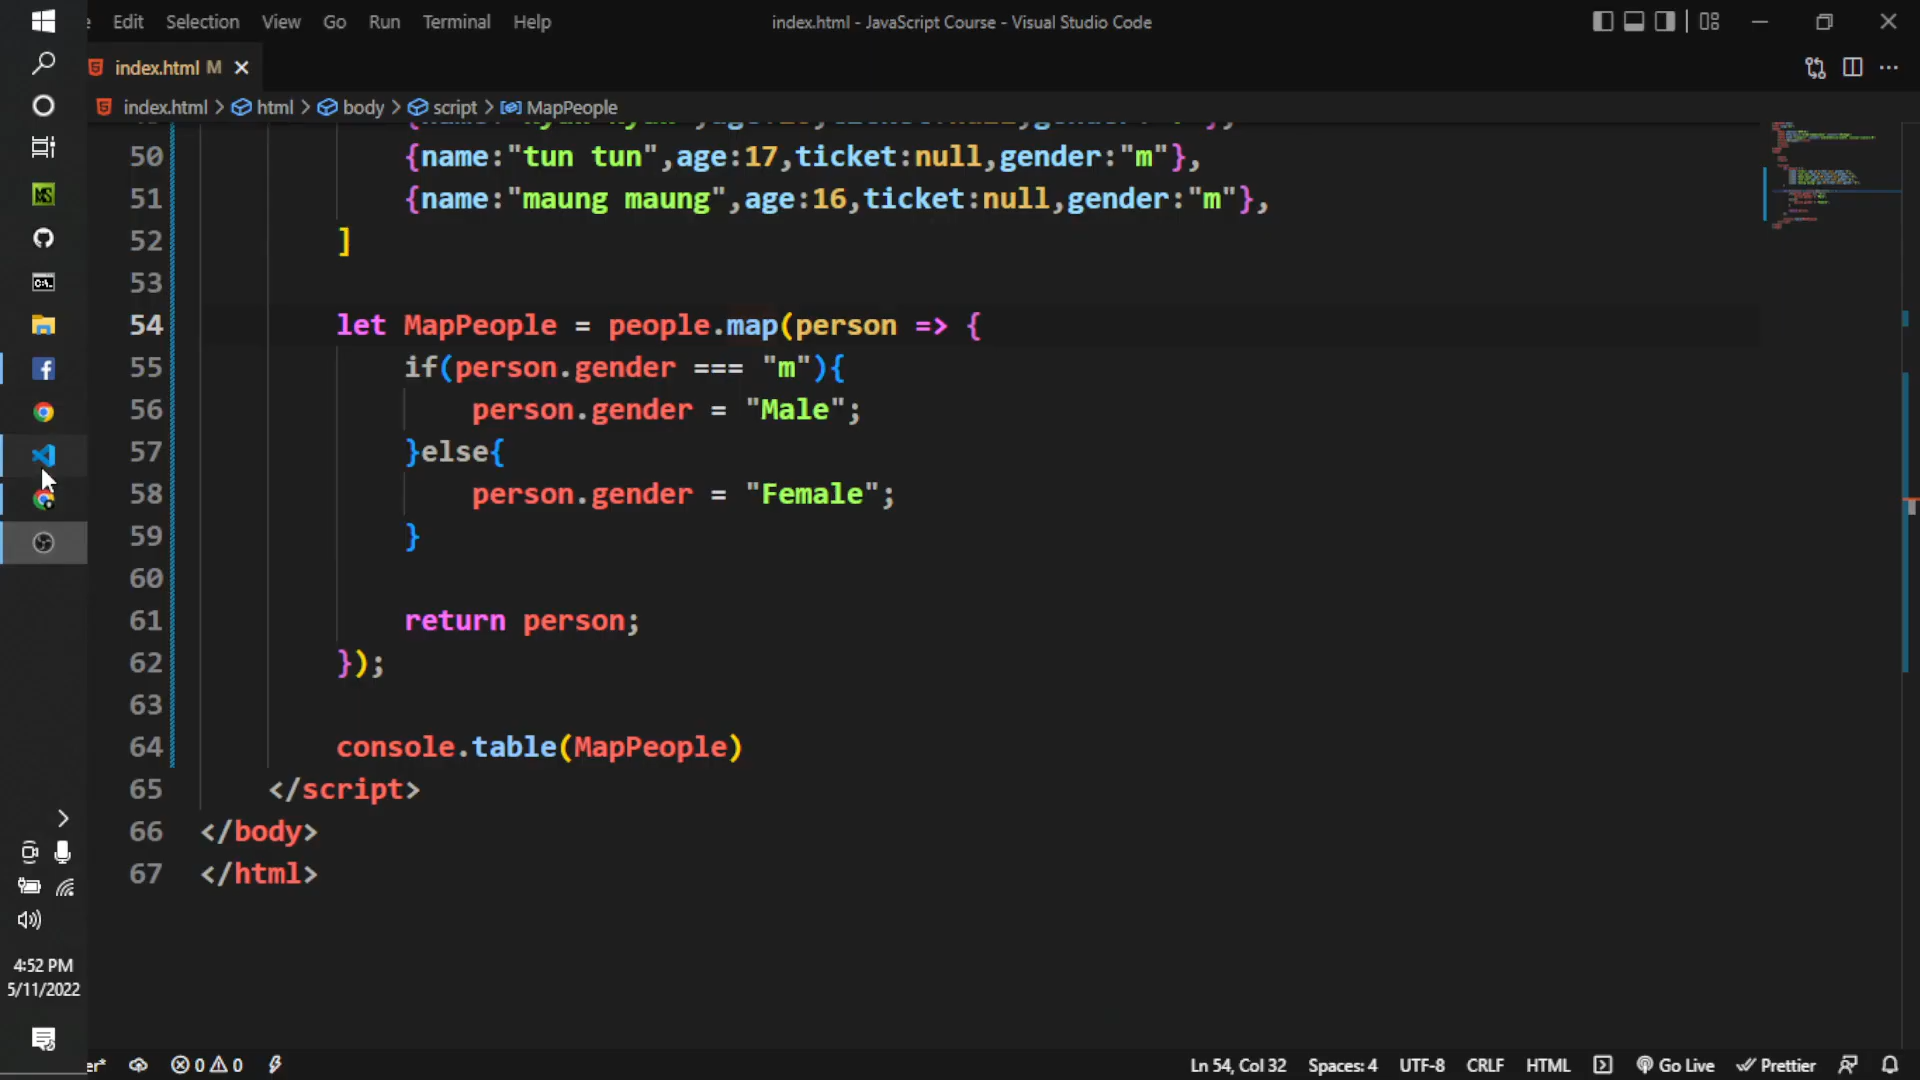 Edit Selection View Go Run Terminal Help index.html - JavaScript Course - Visual Studio Code
index.html M
index.html > html > body > script > MapPeople
50 {name:"tun tun",age:17,ticket:null,gender:"m"},
51 {name:"maung maung",age:16,ticket:null,gender:"m"},
52 ]
53
54 let MapPeople = people.map(person => {
55 if(person.gender === "m"){
56 person.gender = "Male";
57 }else{
58 person.gender = "Female";
59 }
60
61 return person;
62 });
63
64 console.table(MapPeople)
65 </script>
66 </body>
67 </html>
4:52 PM
5/11/2022
er* 0 0 Ln 54, Col 32 Spaces: 4 UTF-8 CRLF HTML Go Live Prettier